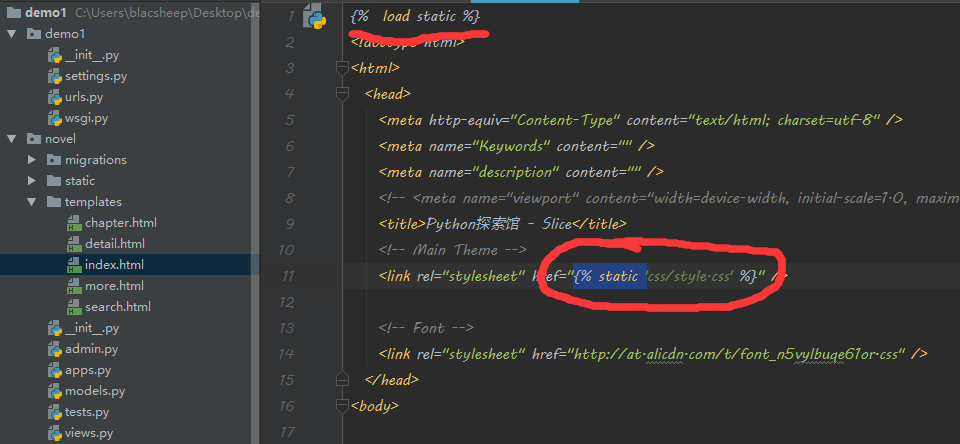 demo1 C:\Users\blacsheep\Desktop\de
demo1
__init__.py
settings.py
urls.py
wsgi.py
novel
migrations
static
templates
chapter.html
detail.html
index.html
more.html
search.html
__init__.py
admin.py
apps.py
models.py
tests.py
views.py
1 {% load static %}
2 <!doctype html>
3 <html>
4 <head>
5 <meta http-equiv="Content-Type" content="text/html; charset=utf-8" />
6 <meta name="Keywords" content="" />
7 <meta name="description" content="" />
8 <!-- <meta name="viewport" content="width=device-width, initial-scale=1.0, maxim
9 <title>Python探索馆 - Slice</title>
10 <!-- Main Theme -->
11 <link rel="stylesheet" href="{% static 'css/style.css' %}" />
12
13 <!-- Font -->
14 <link rel="stylesheet" href="http://at.alicdn.com/t/font_n5vylbuqe61or.css" />
15 </head>
16 <body>
17